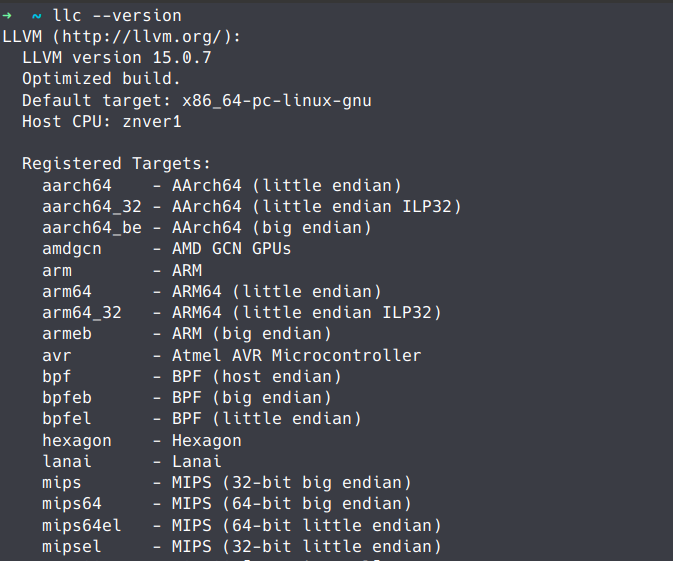 ➜  ~ llc --version
LLVM (http://llvm.org/):
  LLVM version 15.0.7
  Optimized build.
  Default target: x86_64-pc-linux-gnu
  Host CPU: znver1

  Registered Targets:
    aarch64    - AArch64 (little endian)
    aarch64_32 - AArch64 (little endian ILP32)
    aarch64_be - AArch64 (big endian)
    amdgcn     - AMD GCN GPUs
    arm        - ARM
    arm64      - ARM64 (little endian)
    arm64_32   - ARM64 (little endian ILP32)
    armeb      - ARM (big endian)
    avr        - Atmel AVR Microcontroller
    bpf        - BPF (host endian)
    bpfeb      - BPF (big endian)
    bpfel      - BPF (little endian)
    hexagon    - Hexagon
    lanai      - Lanai
    mips       - MIPS (32-bit big endian)
    mips64     - MIPS (64-bit big endian)
    mips64el   - MIPS (64-bit little endian)
    mipsel     - MIPS (32-bit little endian)